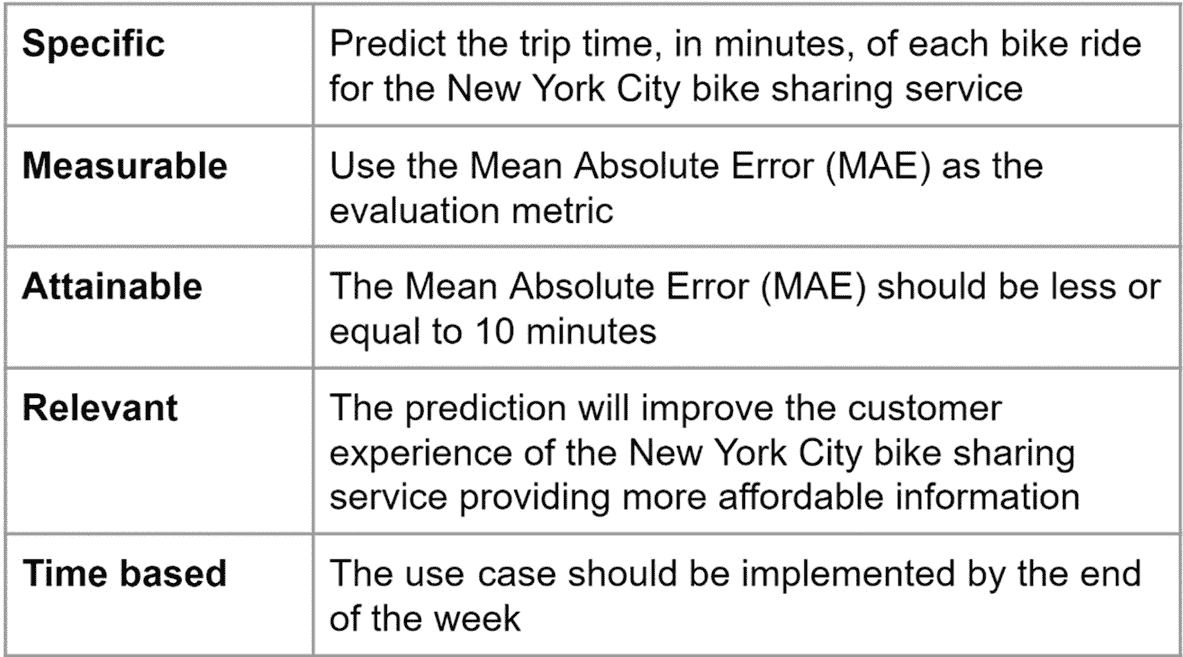 Specific
Predict the trip time, in minutes, of each bike ride
for the New York City bike sharing service
Measurable
Use the Mean Absolute Error (MAE) as the
evaluation metric
Attainable
The Mean Absolute Error (MAE) should be less or
equal to 10 minutes
Relevant
The prediction will improve the customer
experience of the New York City bike sharing
service providing more affordable information
Time based
The use case should be implemented by the end
of the week